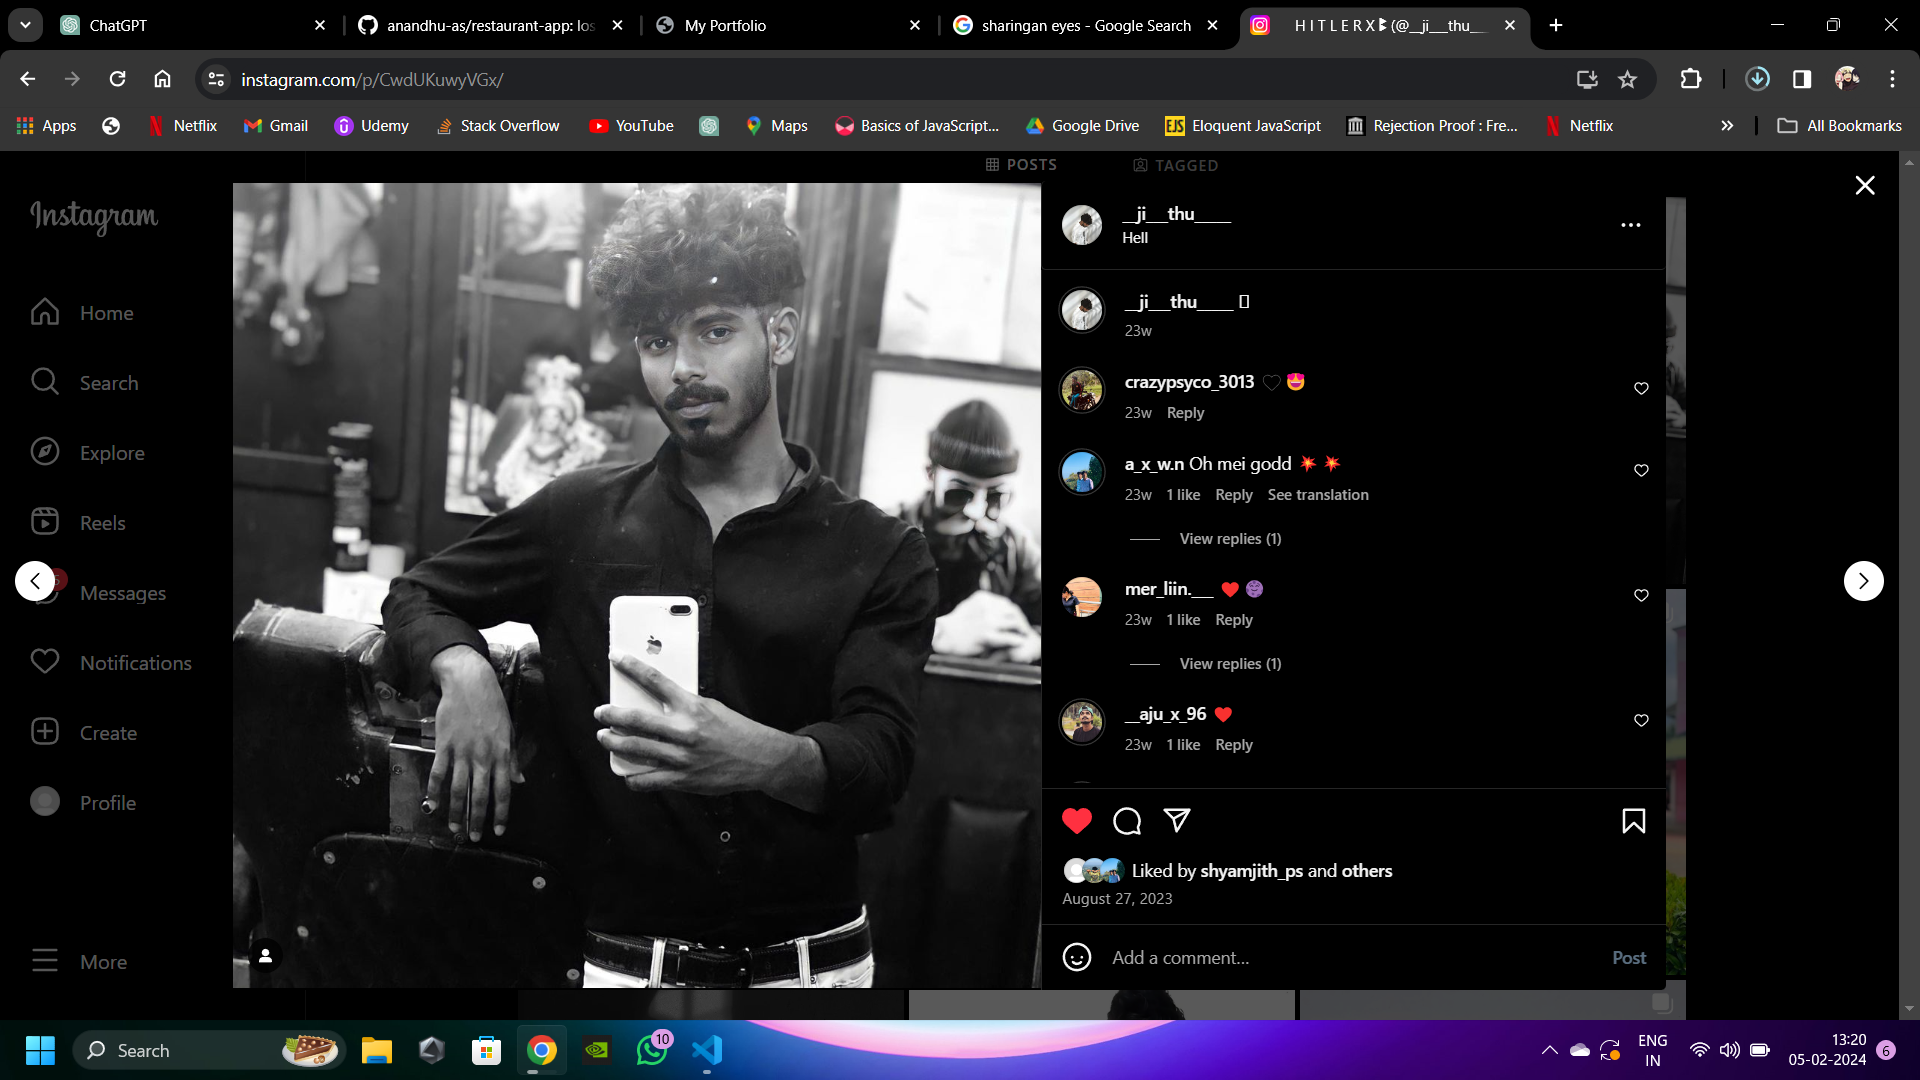 ChatGPT
anandhu-as/restaurant-app: los
My Portfolio
sharingan eyes - Google Search
H I T L E R X (@__ji___thu__
instagram.com/p/CwdUKuwyVGx/
Apps
Netflix
Gmail
Udemy
Stack Overflow
YouTube
Maps
Basics of JavaScript...
Google Drive
EJS
Eloquent JavaScript
Rejection Proof : Fre...
Netflix
All Bookmarks
POSTS
TAGGED
Instagram
Home
Search
Explore
Reels
Messages
Notifications
Create
Profile
More
__ji___thu_____
Hell
__ji___thu_____
23w
crazypsyco_3013 🖤 😍
23w Reply
a_x_w.n Oh mei godd 💥 💥
23w 1 like Reply See translation
View replies (1)
mer_liin.___ ❤️
23w 1 like Reply
View replies (1)
__aju_x_96 ❤️
23w 1 like Reply
Liked by shyamjith_ps and others
August 27, 2023
Add a comment...
Post
Search
10
ENG
IN
13:20
05-02-2024
6